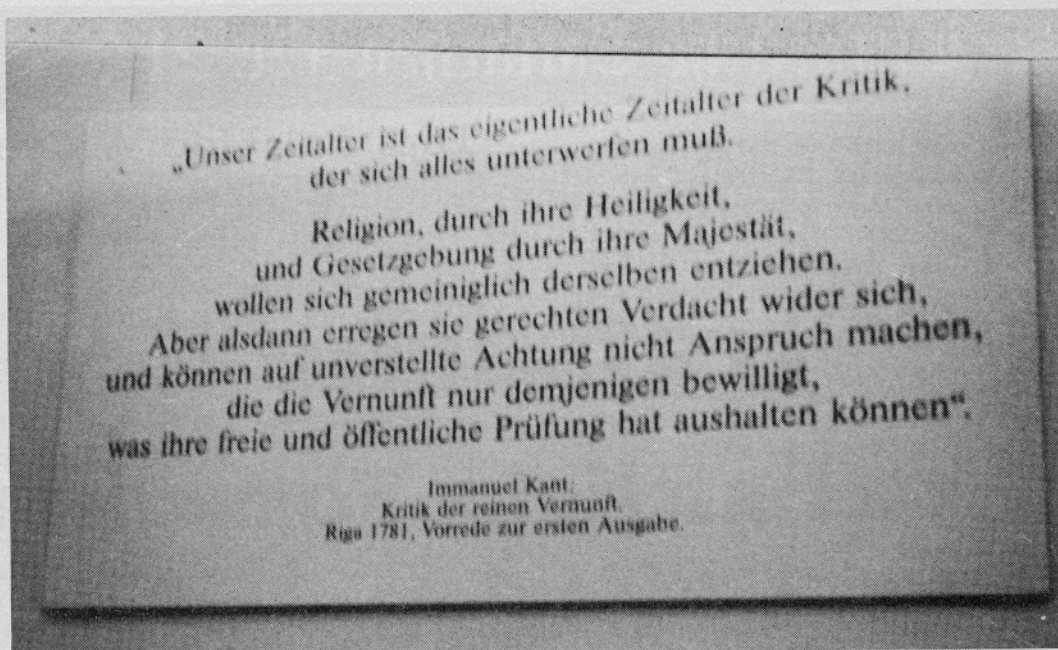 „Unser Zeitalter ist das eigentliche Zeitalter der Kritik,
der sich alles unterwerfen muß.
Religion, durch ihre Heiligkeit,
und Gesetzgebung durch ihre Majestät,
wollen sich gemeiniglich derselben entziehen.
Aber alsdann erregen sie gerechten Verdacht wider sich,
und können auf unverstellte Achtung nicht Anspruch machen,
die die Vernunft nur demjenigen bewilligt,
was ihre freie und öffentliche Prüfung hat aushalten können“.
Immanuel Kant,
Kritik der reinen Vernunft,
Riga 1781, Vorrede zur ersten Ausgabe.